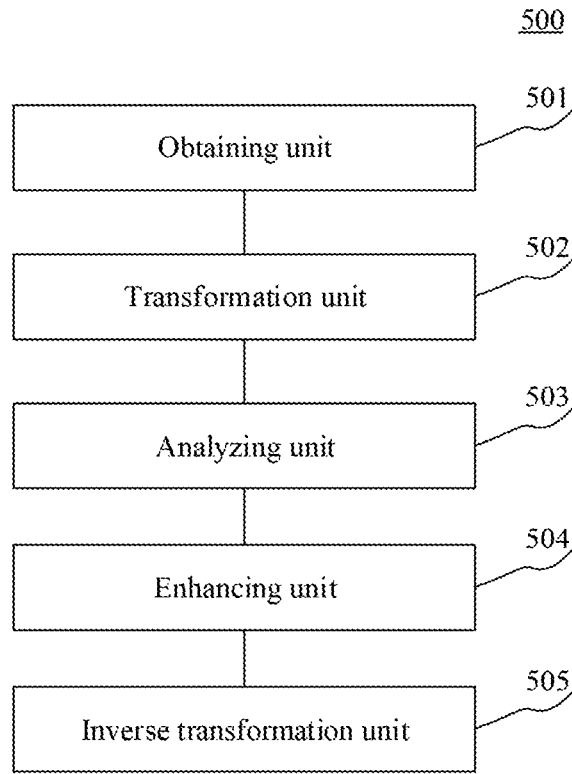 500
501
Obtaining unit
502
Transformation unit
503
Analyzing unit
504
Enhancing unit
505
Inverse transformation unit